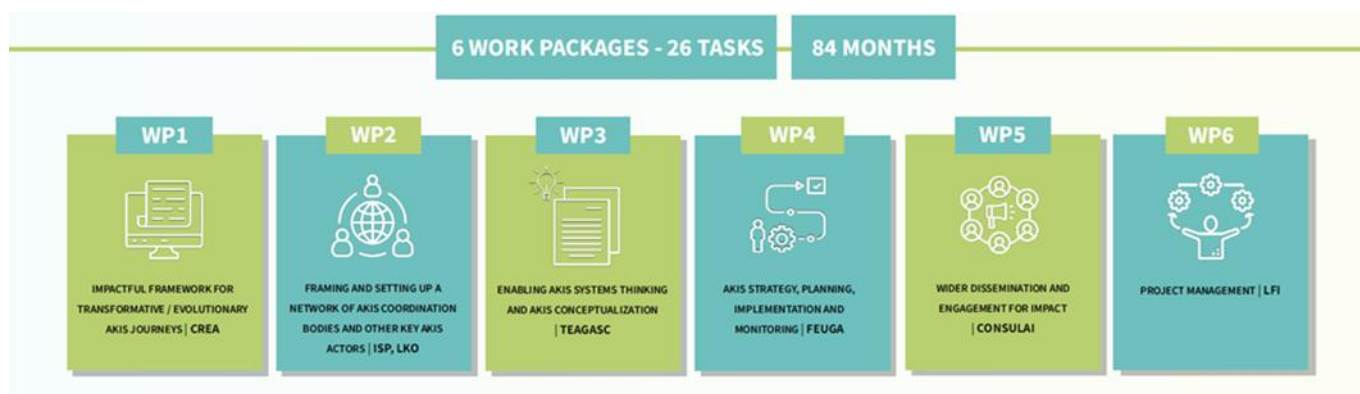 6 WORK PACKAGES - 26 TASKS
84 MONTHS
WP1
IMPACTFUL FRAMEWORK FOR
TRANSFORMATIVE / EVOLUTIONARY
AKIS JOURNEYS | CREA
WP2
FRAMING AND SETTING UP A
NETWORK OF AKIS COORDINATION
BODIES AND OTHER KEY AKIS
ACTORS | ISP, LKO
WP3
ENABLING AKIS SYSTEMS THINKING
AND AKIS CONCEPTUALIZATION
| TEAGASC
WP4
AKIS STRATEGY, PLANNING,
IMPLEMENTATION AND
MONITORING | FEUGA
WP5
WIDER DISSEMINATION AND
ENGAGEMENT FOR IMPACT
| CONSULAI
WP6
PROJECT MANAGEMENT | LFI